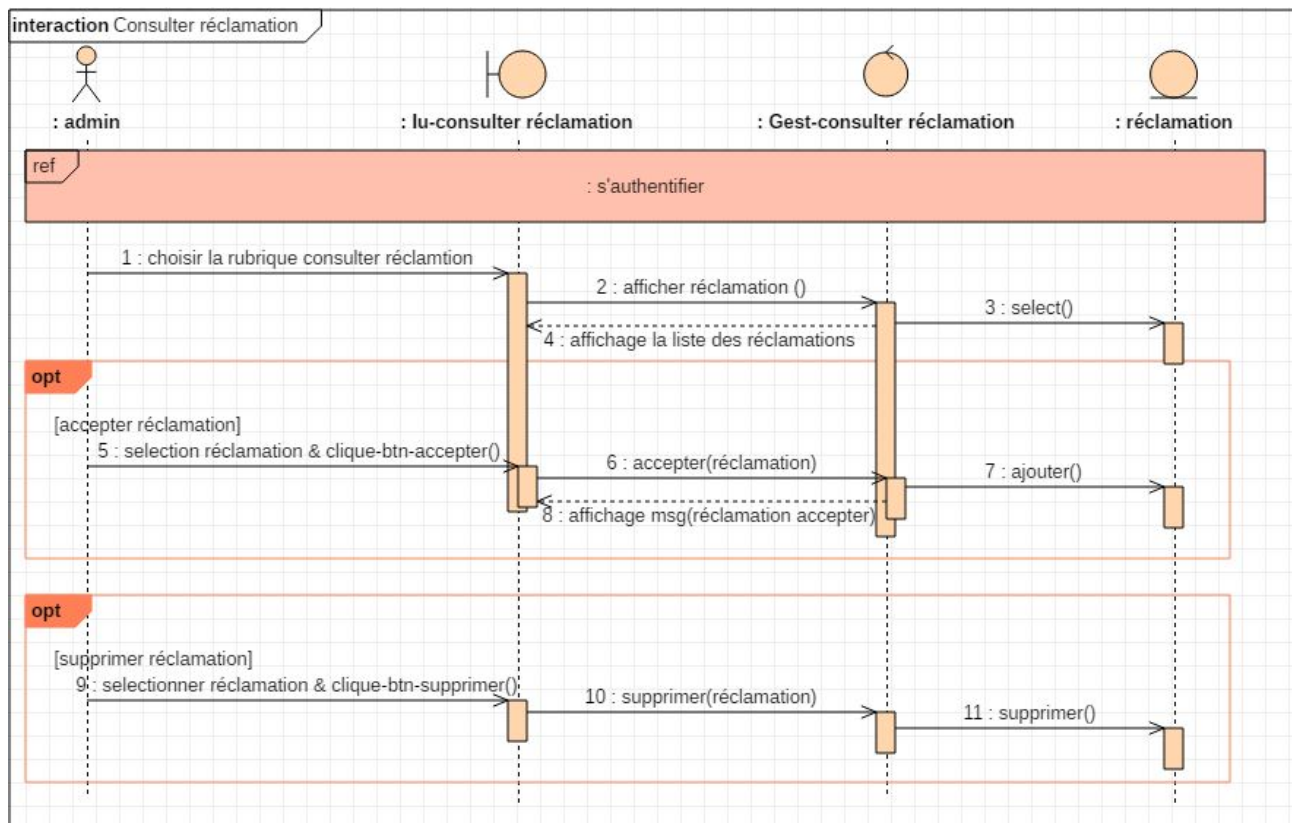 interaction Consulter réclamation
: admin
: Iu-consulter réclamation
: Gest-consulter réclamation
: réclamation
ref
: s'authentifier
1 : choisir la rubrique consulter réclamtion
2 : afficher réclamation ()
3 : select()
4 : affichage la liste des réclamations
opt
[accepter réclamation]
5 : selection réclamation & clique-btn-accepter()
6 : accepter(réclamation)
7 : ajouter()
8 : affichage msg(réclamation accepter)
opt
[supprimer réclamation]
9 : selectionner réclamation & clique-btn-supprimer()
10 : supprimer(réclamation)
11 : supprimer()